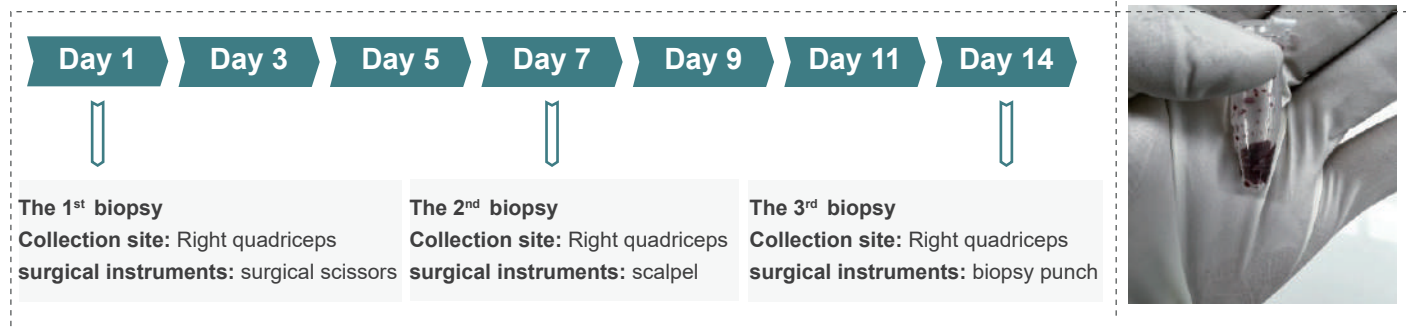 Day 1 Day 3 Day 5 Day 7 Day 9 Day 11 Day 14
The 1st biopsy
Collection site: Right quadriceps
surgical instruments: surgical scissors
The 2nd biopsy
Collection site: Right quadriceps
surgical instruments: scalpel
The 3rd biopsy
Collection site: Right quadriceps
surgical instruments: biopsy punch